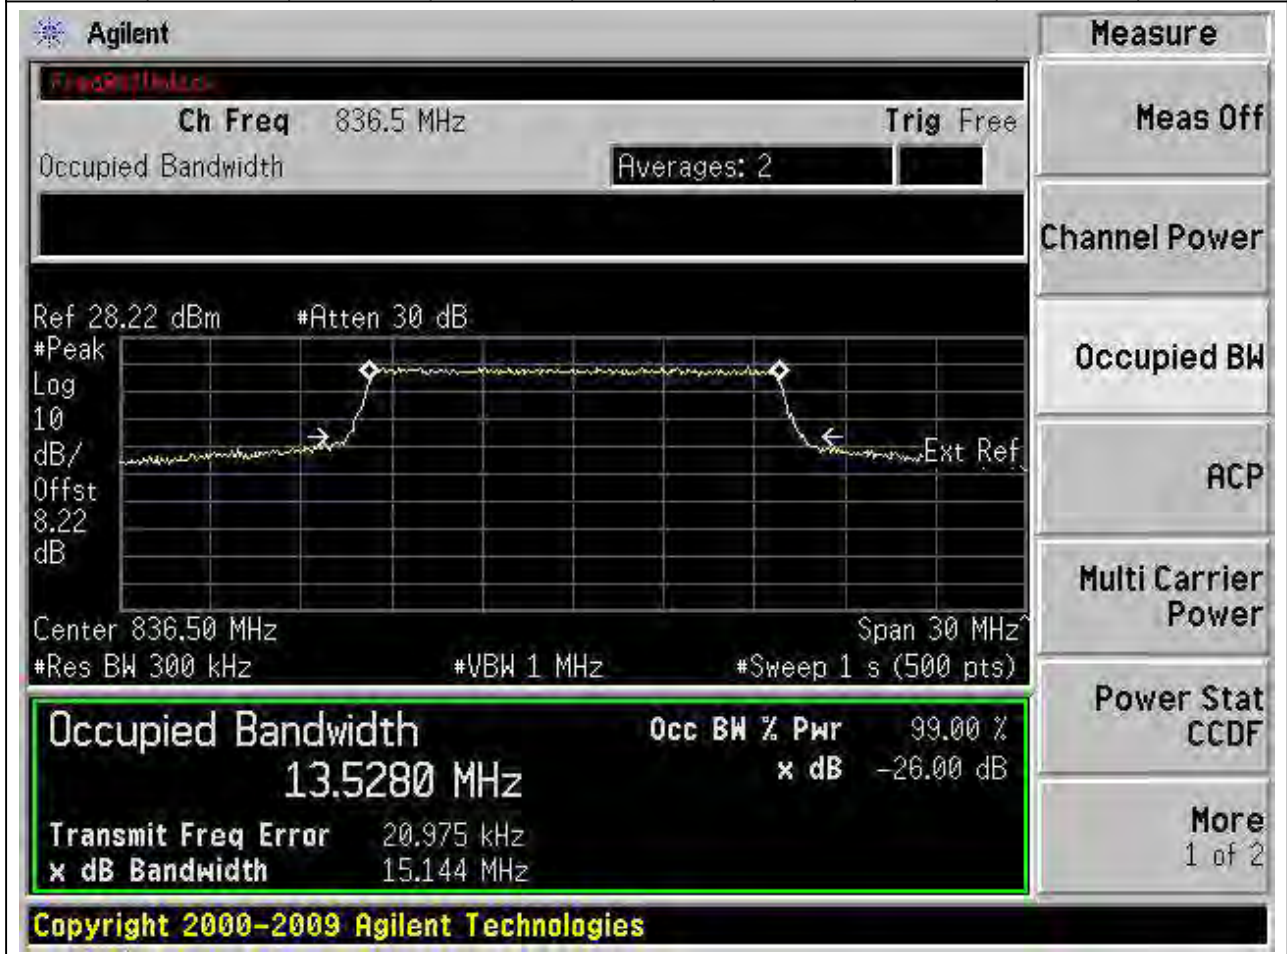 Agilent
Measure
Ch Freq 836.5 MHz Trig Free
Meas Off
Occupied Bandwidth Averages: 2
Channel Power
Ref 28.22 dBm #Atten 30 dB
#Peak
Log
10
dB/
Offst
8.22
dB
Ext Ref
Occupied BW
ACP
Center 836.50 MHz Span 30 MHz
#Res BW 300 kHz #VBW 1 MHz #Sweep 1 s (500 pts)
Multi Carrier
Power
Occupied Bandwidth Occ BW % Pwr 99.00 %
13.5280 MHz x dB -26.00 dB
Transmit Freq Error 20.975 kHz
x dB Bandwidth 15.144 MHz
Power Stat
CCDF
More
1 of 2
Copyright 2000-2009 Agilent Technologies